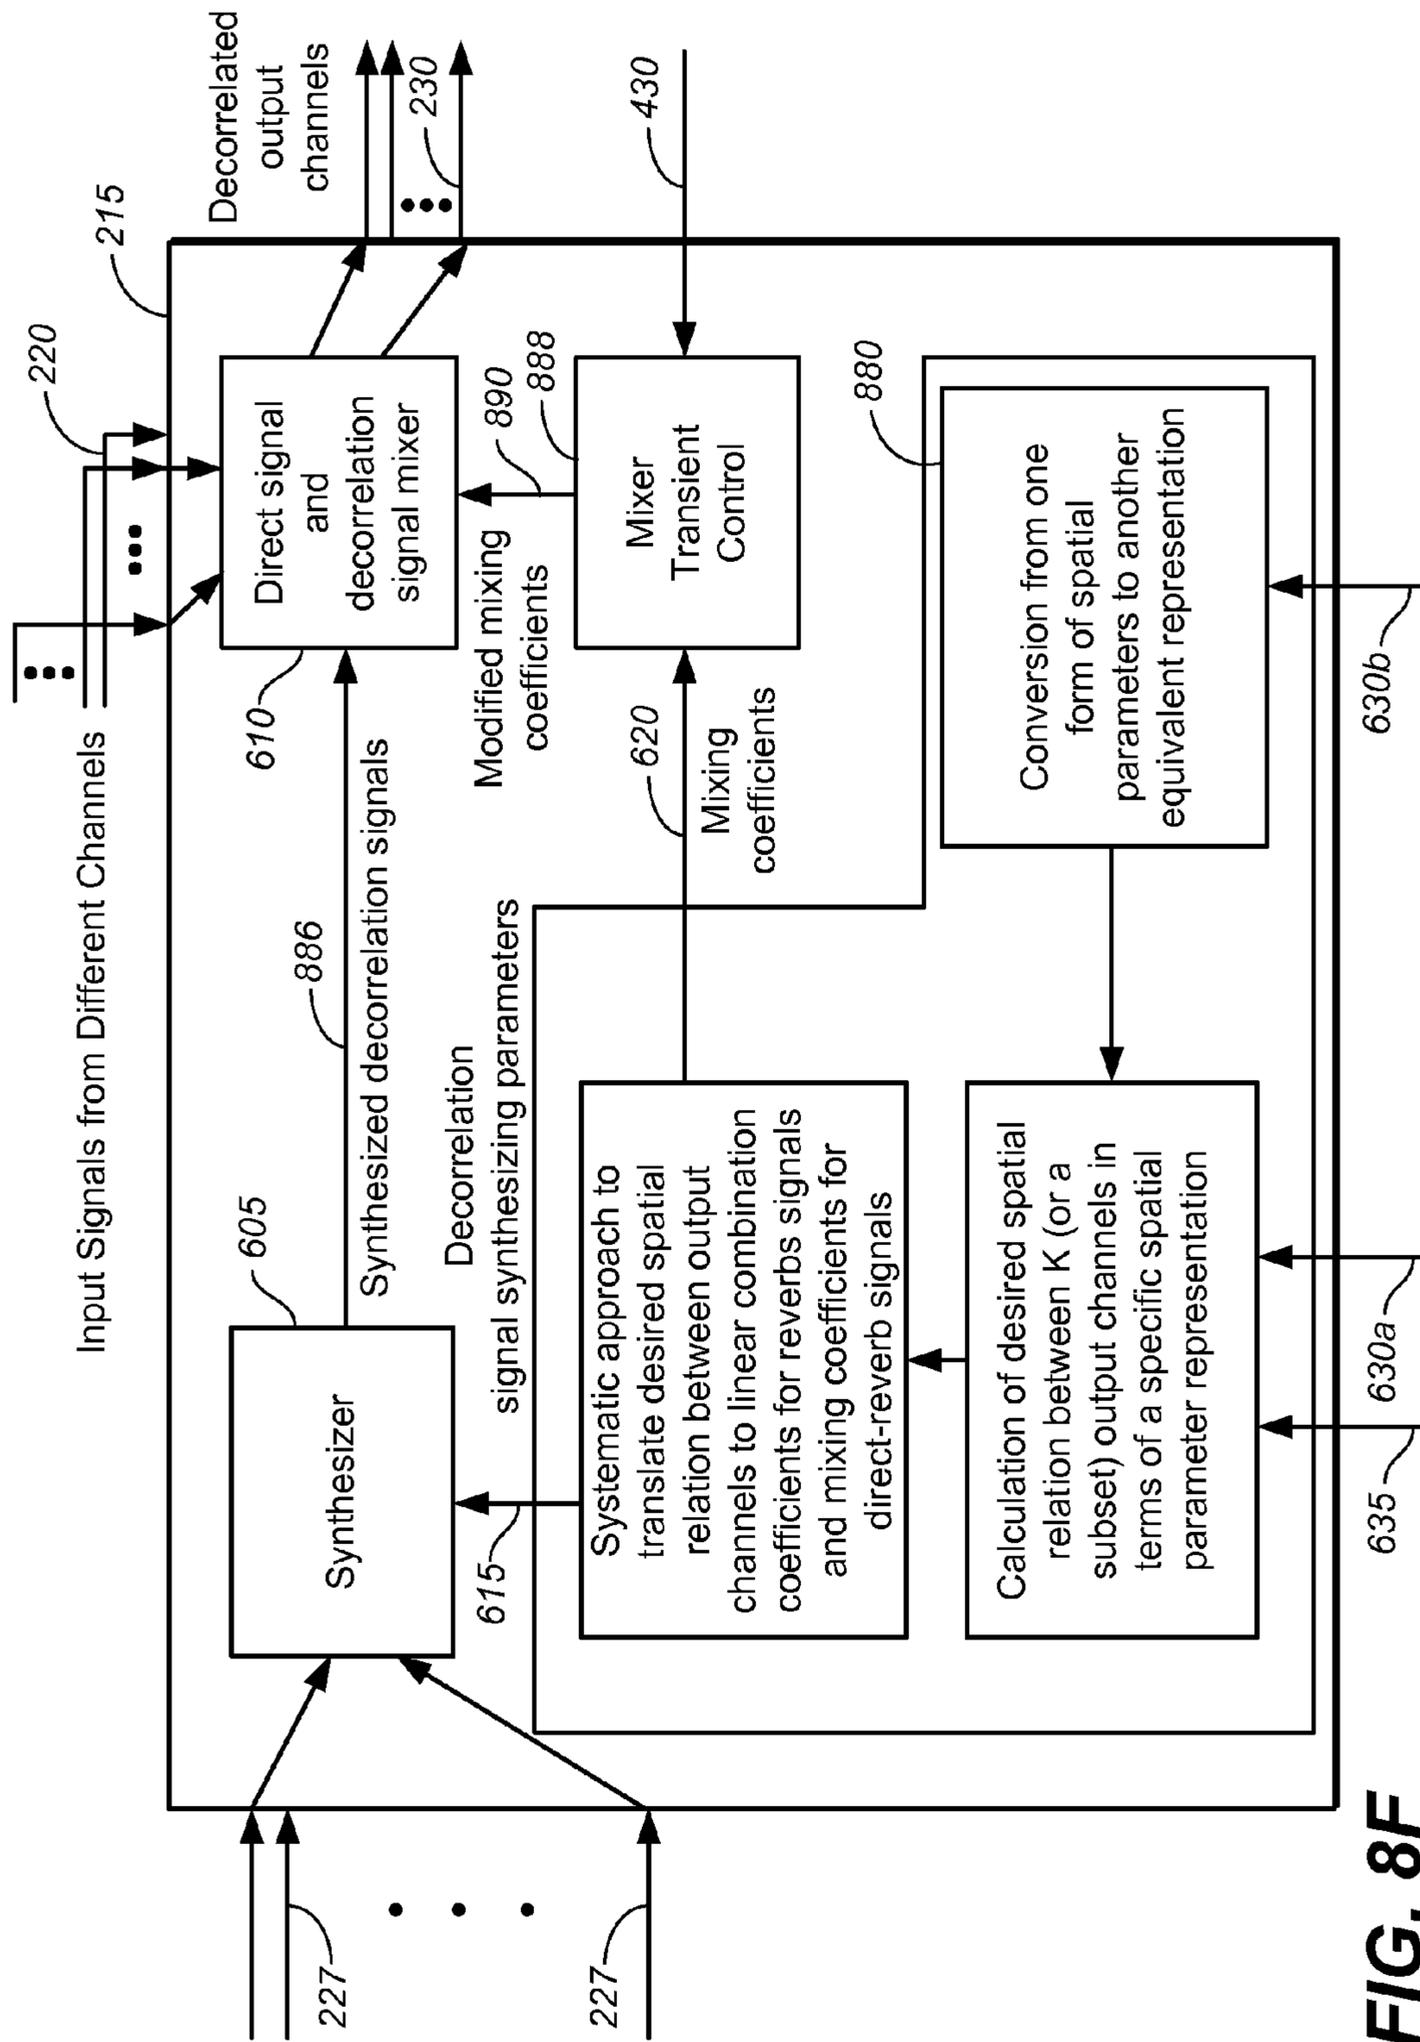 Input Signals from Different Channels
220
215
Decorrelated
output
channels
230
605
Synthesizer
886
Synthesized decorrelation signals
610
Direct signal
and
decorrelation
signal mixer
Decorrelation
signal synthesizing parameters
615
Modified mixing
coefficients
890
888
Mixer
Transient
Control
430
620
Mixing
coefficients
Systematic approach to
translate desired spatial
relation between output
channels to linear combination
coefficients for reverbs signals
and mixing coefficients for
direct-reverb signals
880
Calculation of desired spatial
relation between K (or a
subset) output channels in
terms of a specific spatial
parameter representation
Conversion from one
form of spatial
parameters to another
equivalent representation
227
227
635
630a
630b
FIG. 8F